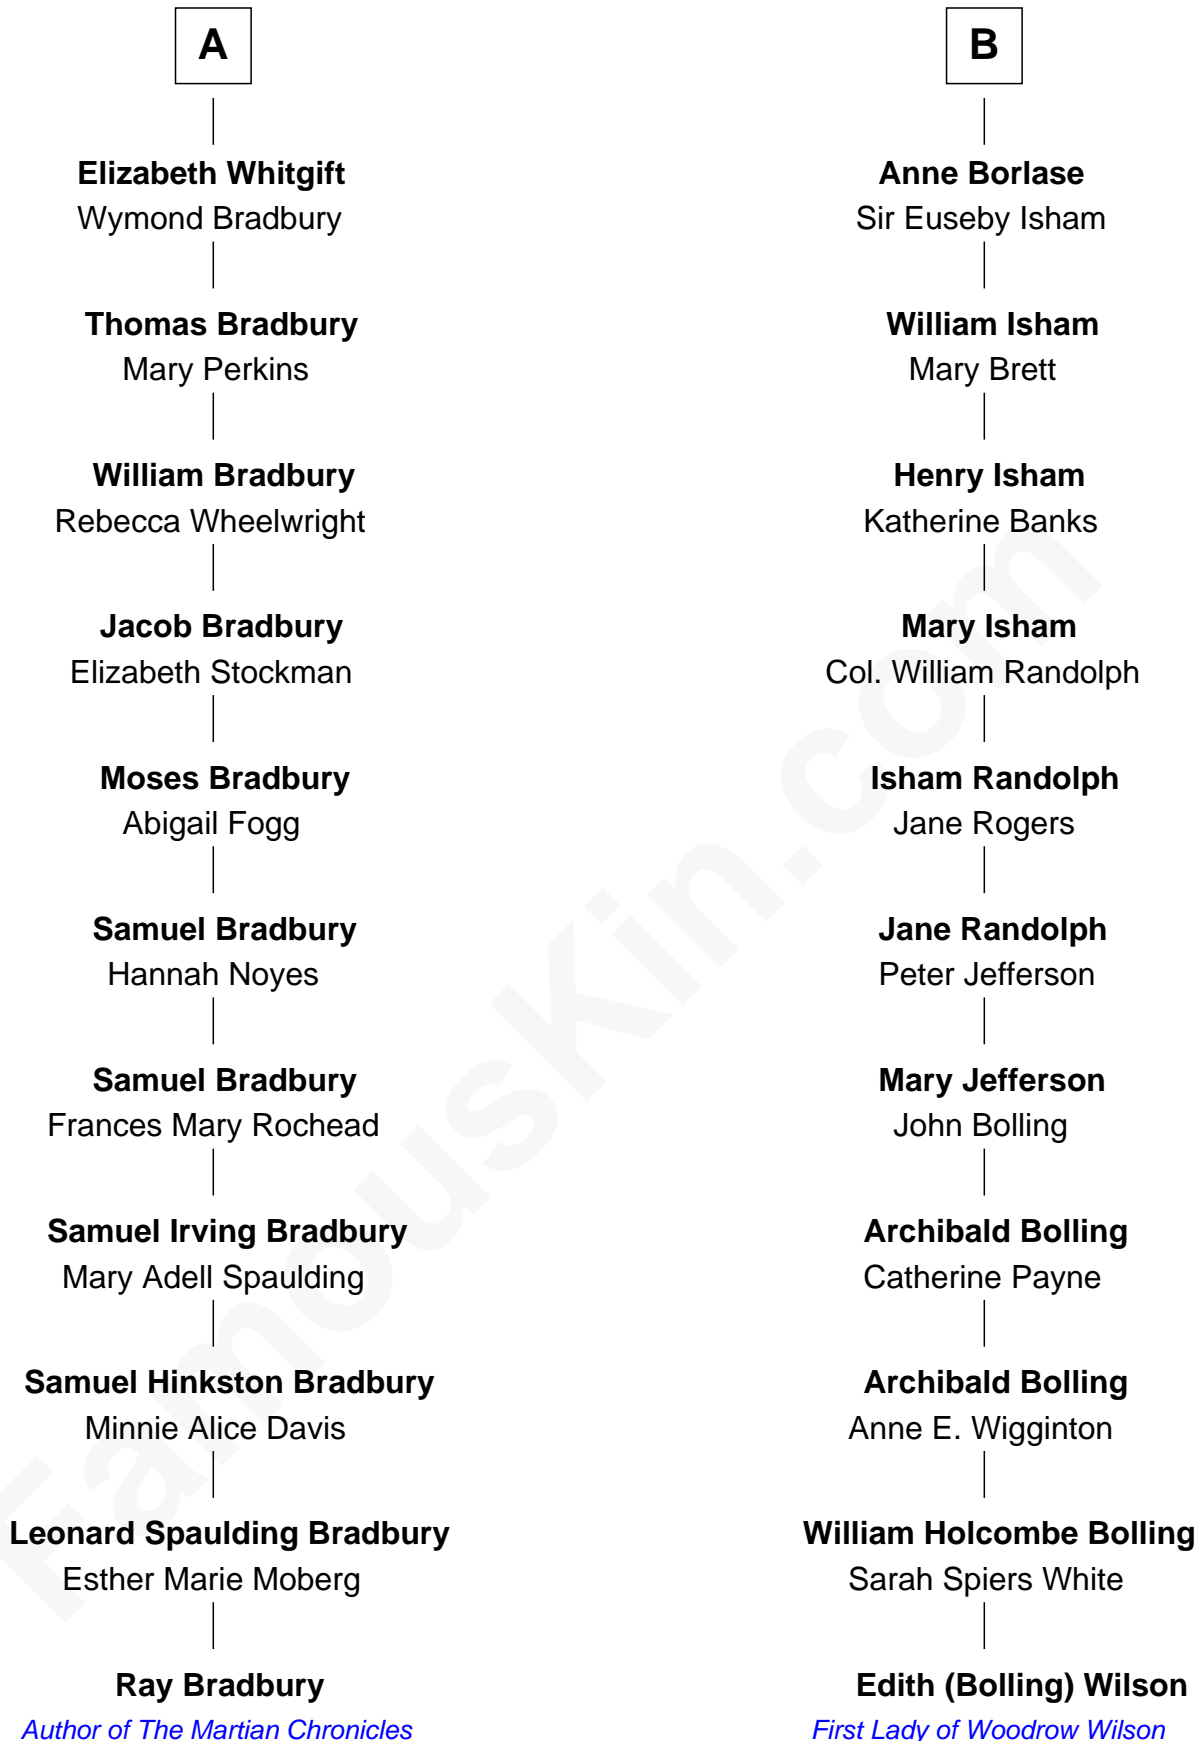 A
Elizabeth Whitgift
Wymond Bradbury
Thomas Bradbury
Mary Perkins
William Bradbury
Rebecca Wheelwright
Jacob Bradbury
Elizabeth Stockman
Moses Bradbury
Abigail Fogg
Samuel Bradbury
Hannah Noyes
Samuel Bradbury
Frances Mary Rochead
Samuel Irving Bradbury
Mary Adell Spaulding
Samuel Hinkston Bradbury
Minnie Alice Davis
Leonard Spaulding Bradbury
Esther Marie Moberg
Ray Bradbury
Author of The Martian Chronicles
B
Anne Borlase
Sir Euseby Isham
William Isham
Mary Brett
Henry Isham
Katherine Banks
Mary Isham
Col. William Randolph
Isham Randolph
Jane Rogers
Jane Randolph
Peter Jefferson
Mary Jefferson
John Bolling
Archibald Bolling
Catherine Payne
Archibald Bolling
Anne E. Wigginton
William Holcombe Bolling
Sarah Spiers White
Edith (Bolling) Wilson
First Lady of Woodrow Wilson
FamousKin.com